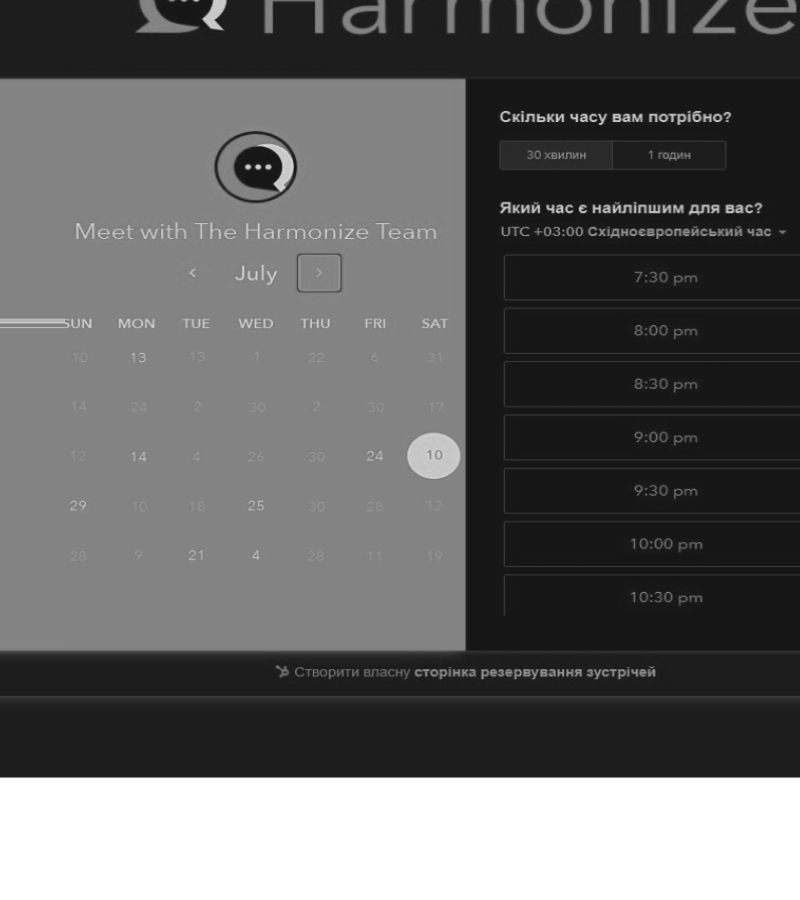 Harmonize
Meet with The Harmonize Team
July
SUN MON TUE WED THU FRI SAT
10 13 13 1 22 6 31
14 24 2 30 2 30 17
12 14 4 26 30 24 10
29 10 18 25 30 28 12
28 9 21 4 28 11 19
Скільки часу вам потрібно?
30 хвилин 1 годин
Який час є найліпшим для вас?
UTC +03:00 Східноєвропейський час
7:30 pm
8:00 pm
8:30 pm
9:00 pm
9:30 pm
10:00 pm
10:30 pm
Створити власну сторінка резервування зустрічей